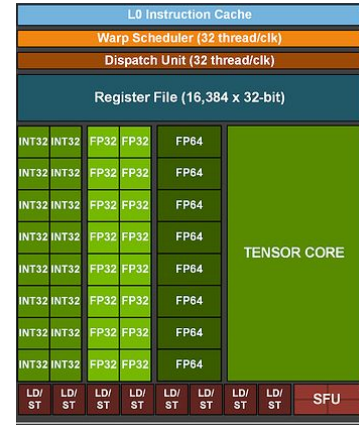 L0 Instruction Cache
Warp Scheduler (32 thread/clk)
Dispatch Unit (32 thread/clk)
Register File (16,384 x 32-bit)
INT32 INT32 FP32 FP32 FP64
INT32 INT32 FP32 FP32 FP64
INT32 INT32 FP32 FP32 FP64
INT32 INT32 FP32 FP32 FP64
TENSOR CORE
INT32 INT32 FP32 FP32 FP64
INT32 INT32 FP32 FP32 FP64
INT32 INT32 FP32 FP32 FP64
INT32 INT32 FP32 FP32 FP64
LD/ LD/ LD/ LD/ LD/ LD/ LD/ LD/
ST ST ST ST ST ST ST ST
SFU